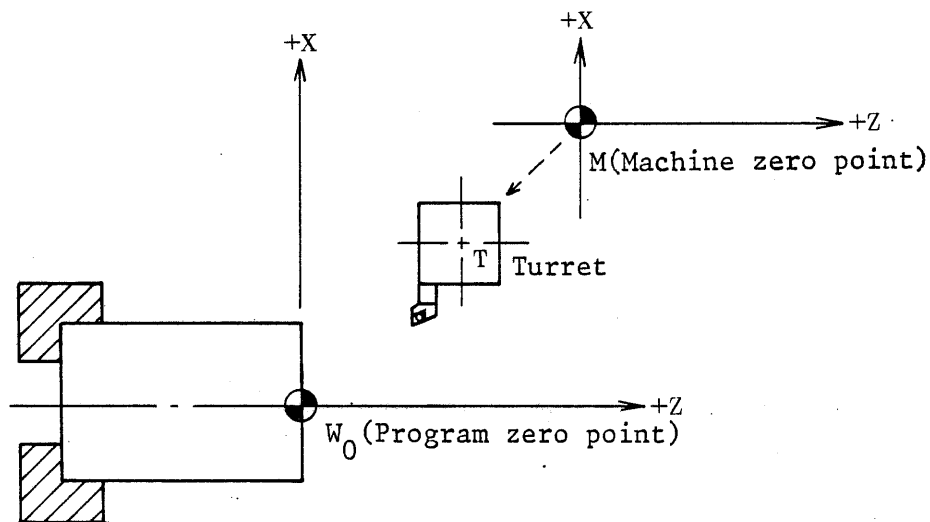 +X
+X
+Z
M(Machine zero point)
T
Turret
+Z
W0(Program zero point)